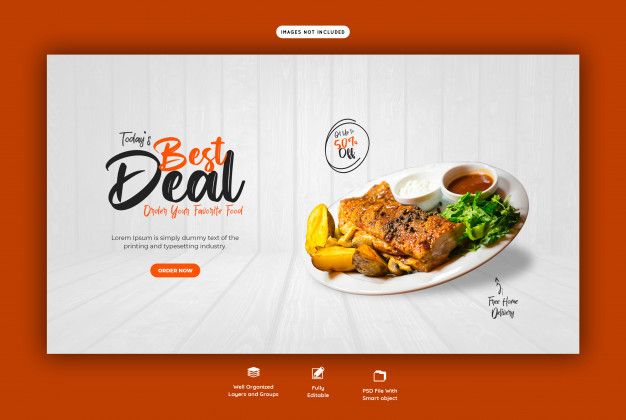 IMAGES NOT INCLUDED
Today's
Best
Deal
Order Your Favorite Food
Lorem Ipsum is simply dummy
text of the printing
and typesetting industry.
ORDER NOW
On Up to
50%
Off
Free Home
Delivery
Well Organized
Layers and Groups
Fully
Editable
PSD File With
Smart object